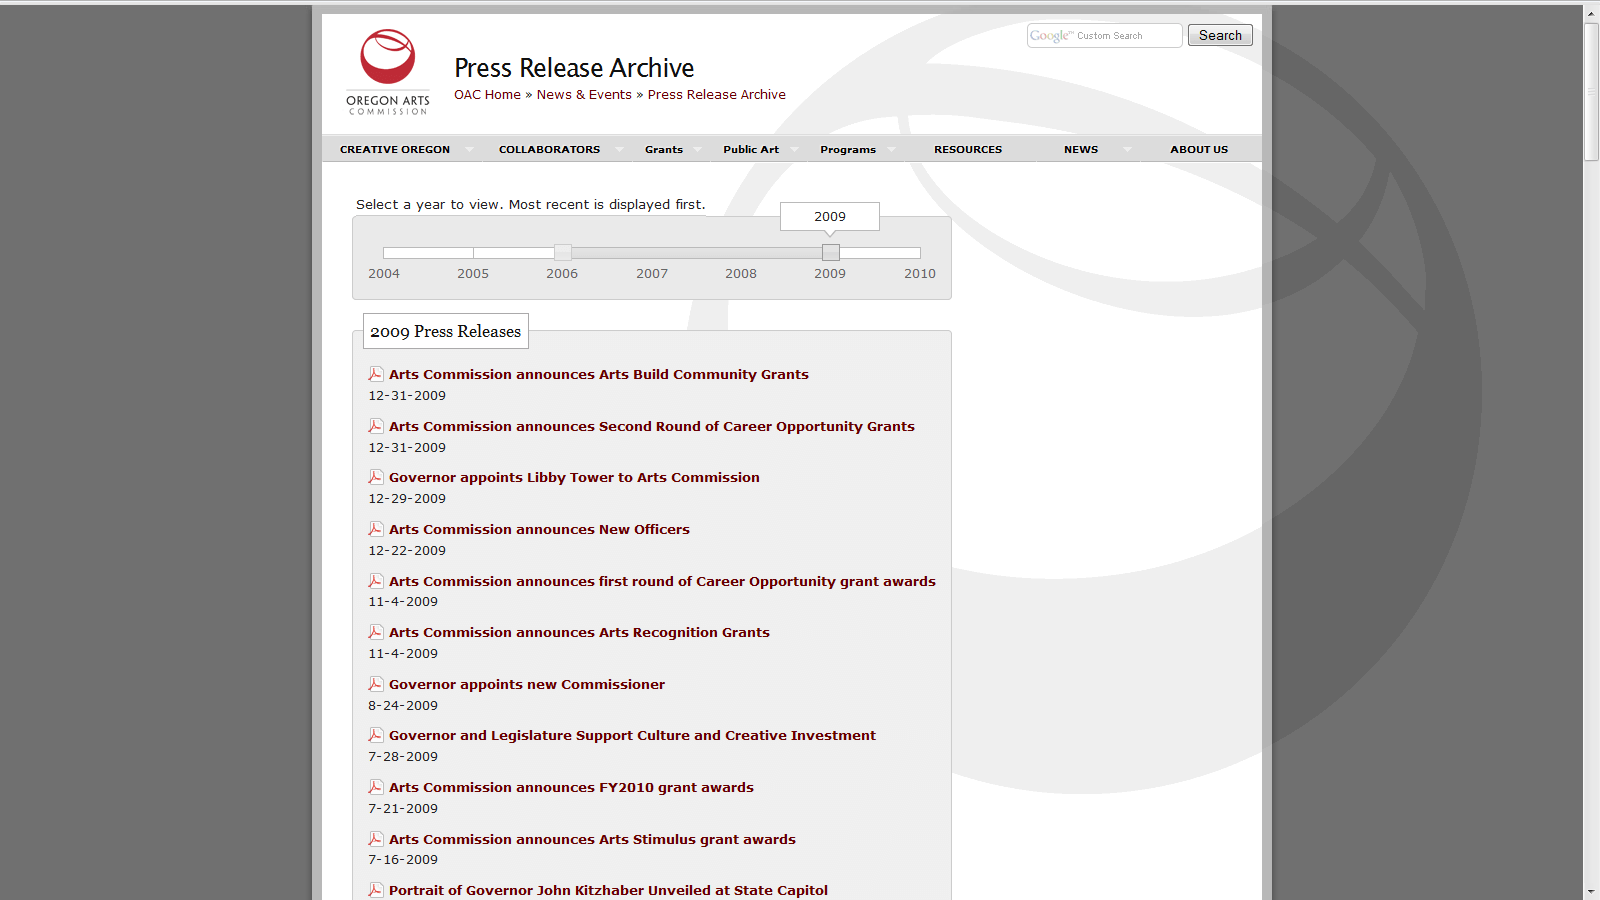 OREGON ARTS
COMMISSION
Google™ Custom Search
Search
Press Release Archive
OAC Home » News & Events » Press Release Archive
CREATIVE OREGON COLLABORATORS Grants Public Art Programs RESOURCES NEWS ABOUT US
Select a year to view. Most recent is displayed first.
2009
2004 2005 2006 2007 2008 2009 2010
2009 Press Releases
Arts Commission announces Arts Build Community Grants
12-31-2009
Arts Commission announces Second Round of Career Opportunity Grants
12-31-2009
Governor appoints Libby Tower to Arts Commission
12-29-2009
Arts Commission announces New Officers
12-22-2009
Arts Commission announces first round of Career Opportunity grant awards
11-4-2009
Arts Commission announces Arts Recognition Grants
11-4-2009
Governor appoints new Commissioner
8-24-2009
Governor and Legislature Support Culture and Creative Investment
7-28-2009
Arts Commission announces FY2010 grant awards
7-21-2009
Arts Commission announces Arts Stimulus grant awards
7-16-2009
Portrait of Governor John Kitzhaber Unveiled at State Capitol